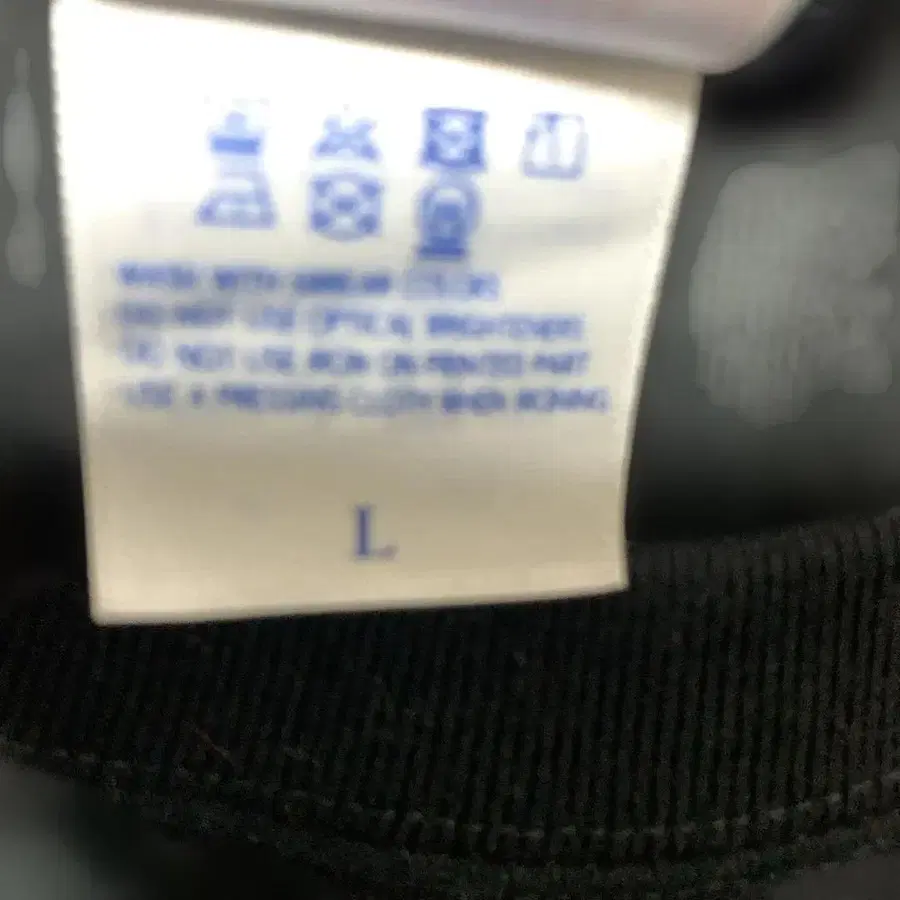 WASH WITH SIMILAR COLORS
DO NOT USE OPTICAL BRIGHTENERS
DO NOT USE IRON ON PRINTED PART
USE A PRESSING CLOTH WHEN IRONING
L